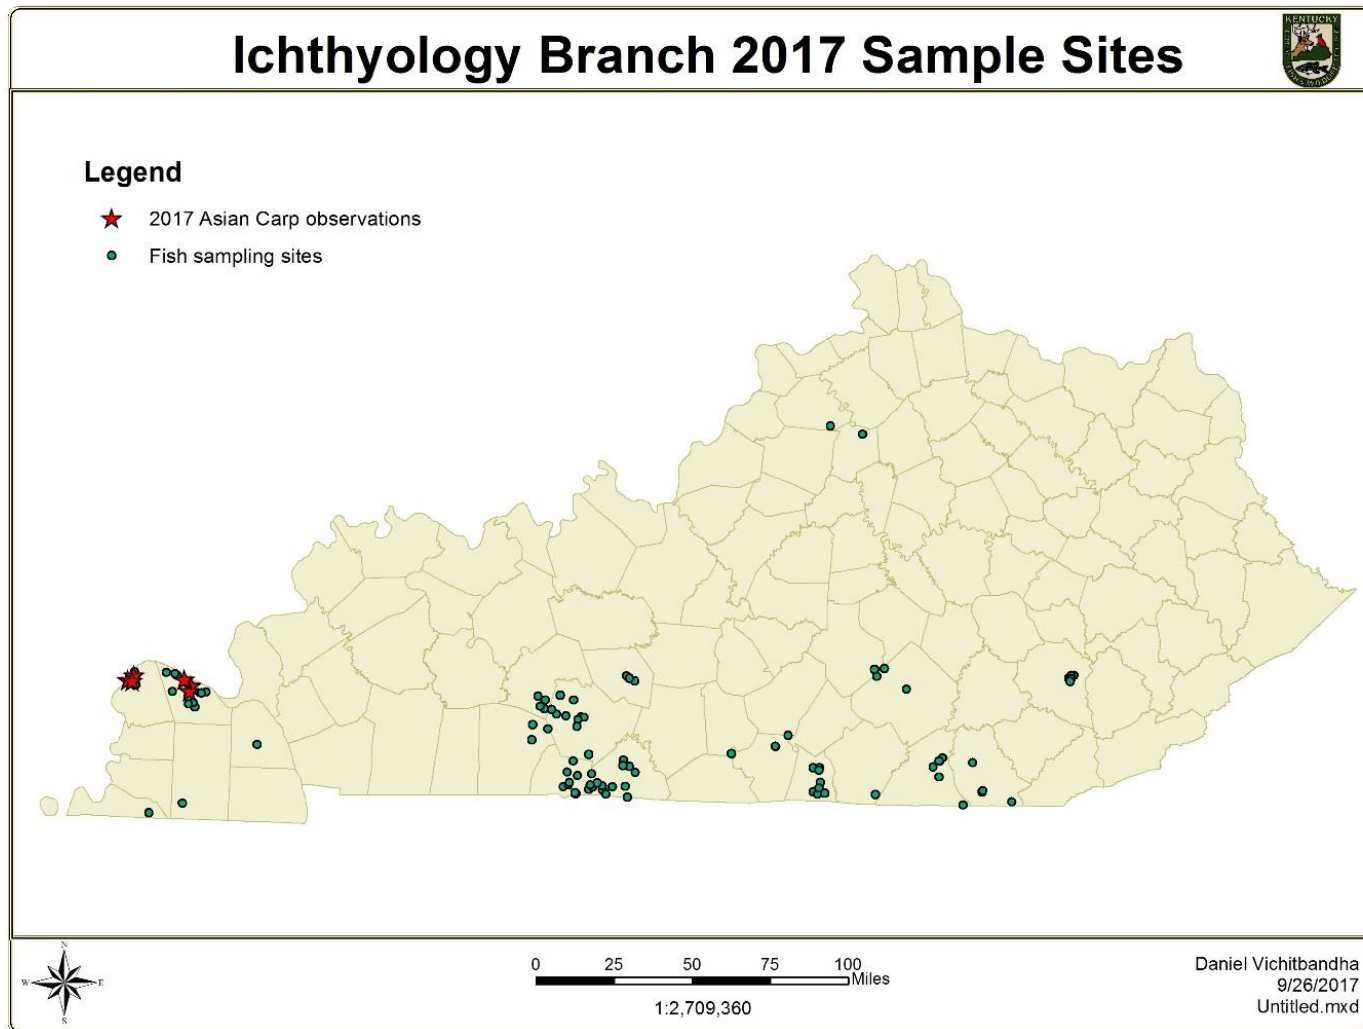 Ichthyology Branch 2017 Sample Sites
KENTUCKY
Legend
2017 Asian Carp observations
Fish sampling sites
N
W
E
S
0 25 50 75 100
Miles
1:2,709,360
Daniel Vichitbandha
9/26/2017
Untitled.mxd